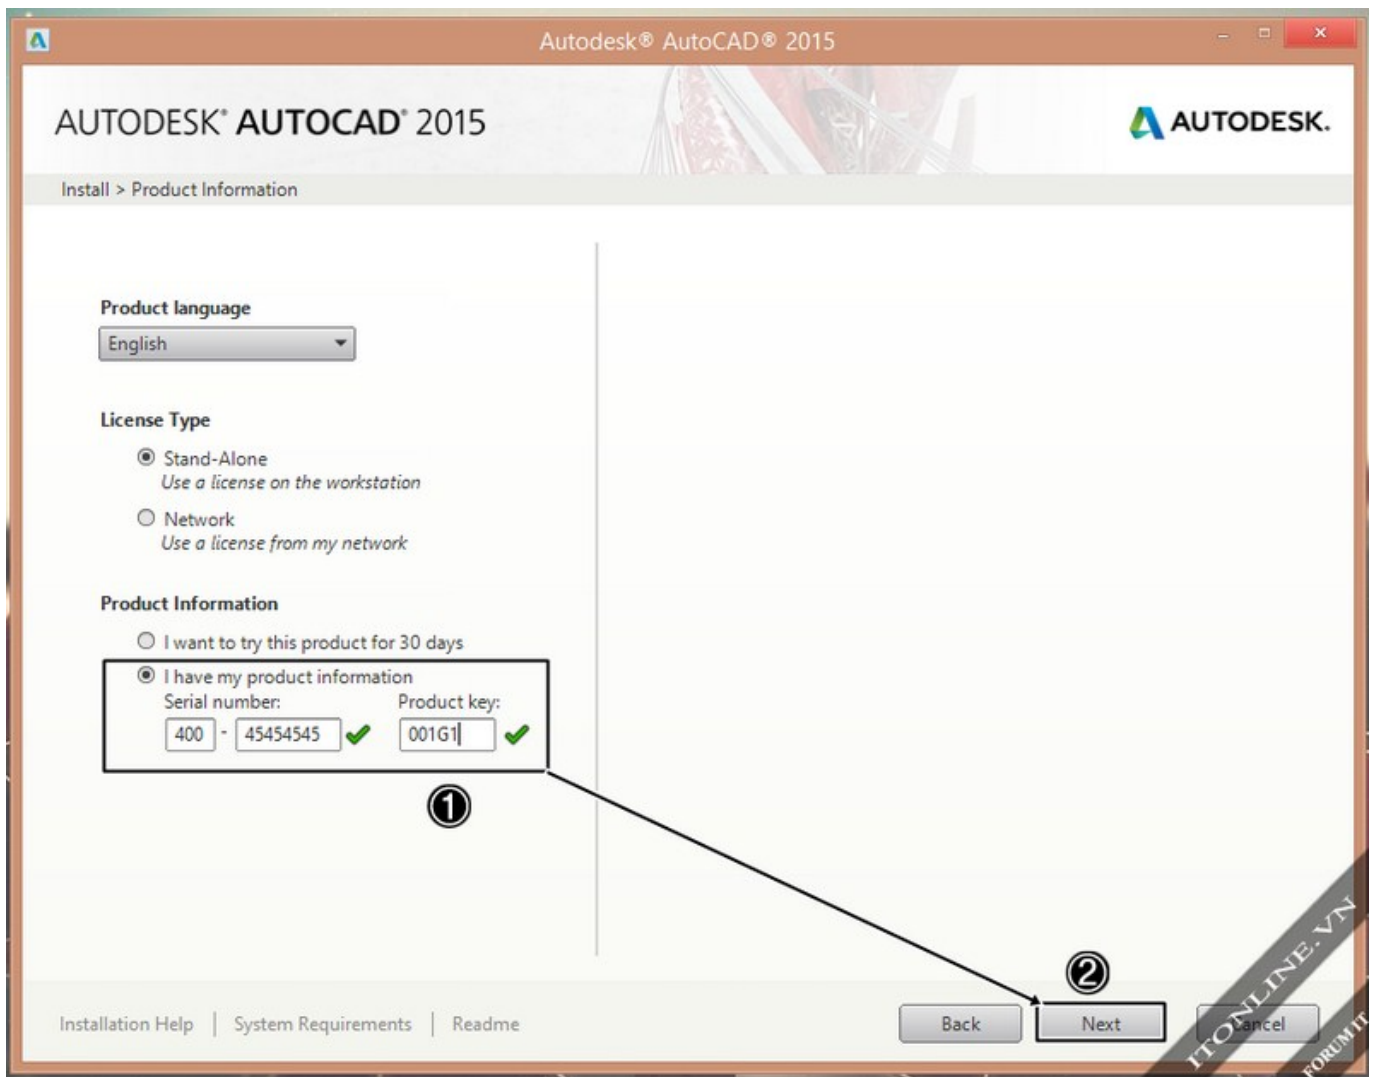 Autodesk® AutoCAD® 2015
AUTODESK® AUTOCAD® 2015
AUTODESK.
Install > Product Information
Product language
English
License Type
Stand-Alone
Use a license on the workstation
Network
Use a license from my network
Product Information
I want to try this product for 30 days
I have my product information
Serial number: Product key:
400 - 45454545 001G1
1
2
Installation Help | System Requirements | Readme
Back Next Cancel
ITONLINE.VN
FORUM IT